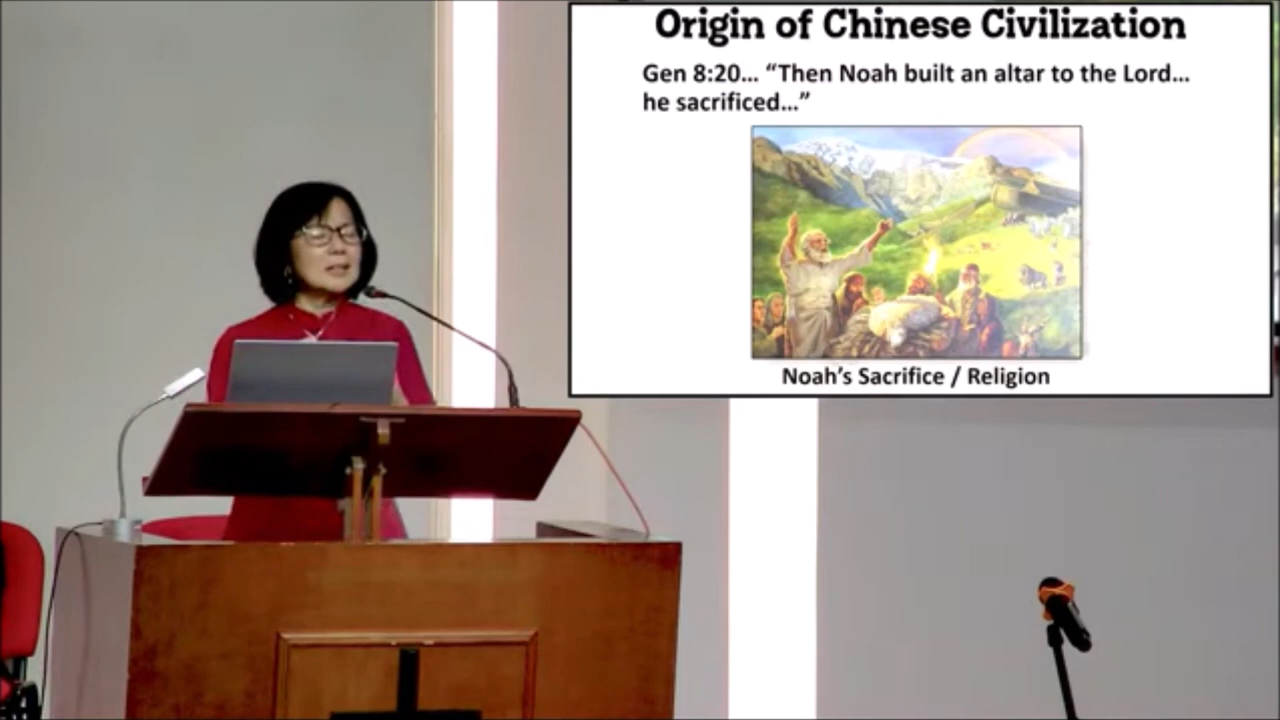 Origin of Chinese Civilization
Gen 8:20... “Then Noah built an altar to the Lord...
he sacrificed...”
Noah’s Sacrifice / Religion